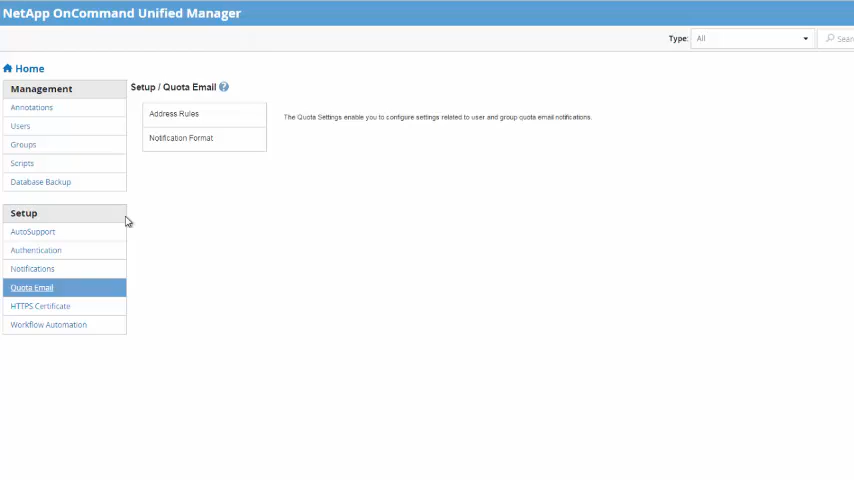 NetApp OnCommand Unified Manager
Type: All
Home
Management
Annotations
Users
Groups
Scripts
Database Backup
Setup
AutoSupport
Authentication
Notifications
Quota Email
HTTPS Certificate
Workflow Automation
Setup / Quota Email ?
Address Rules
Notification Format
The Quota Settings enable you to configure settings related to user and group quota email notifications.